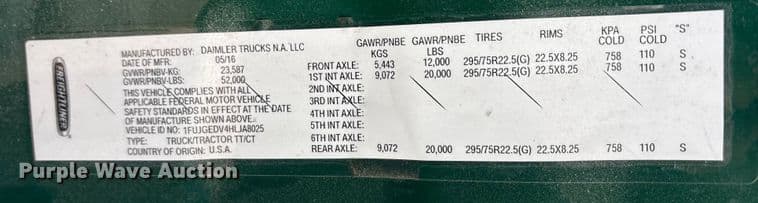 FREIGHTLINER
MANUFACTURED BY: DAIMLER TRUCKS N.A. LLC
DATE OF MFR: 05/16
GVWR/PNBV-KG: 23,587
GVWR/PNBV-LBS: 52,000
THIS VEHICLE COMPLIES WITH ALL
APPLICABLE FEDERAL MOTOR VEHICLE
SAFETY STANDARDS IN EFFECT AT THE DATE
OF MANUFACTURE SHOWN ABOVE.
VEHICLE ID NO: 1FUJGEDV4HLJA8025
TYPE: TRUCK/TRACTOR TT/CT
COUNTRY OF ORIGIN: U.S.A.
GAWR/PNBE GAWR/PNBE TIRES RIMS KPA PSI "S"
KGS LBS COLD COLD
FRONT AXLE: 5,443 12,000 295/75R22.5(G) 22.5X8.25 758 110 S
1ST INT AXLE: 9,072 20,000 295/75R22.5(G) 22.5X8.25 758 110 S
2ND INT AXLE:
3RD INT AXLE:
4TH INT AXLE:
5TH INT AXLE:
6TH INT AXLE:
REAR AXLE: 9,072 20,000 295/75R22.5(G) 22.5X8.25 758 110 S
Purple Wave Auction